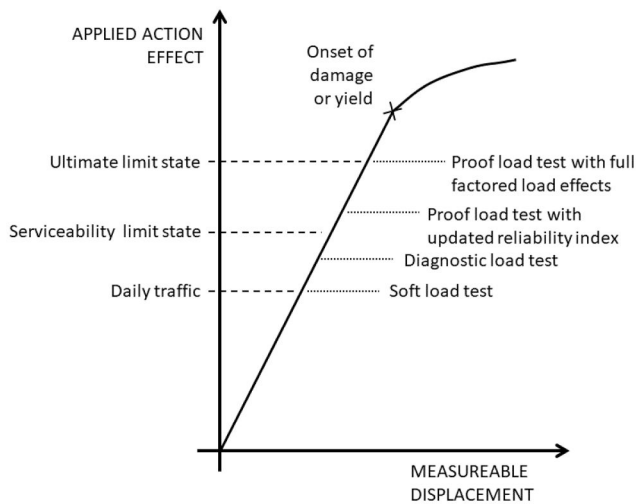 APPLIED ACTION
EFFECT
Onset of
damage
or yield
Ultimate limit state
Proof load test with full
factored load effects
Proof load test with
updated reliability index
Serviceability limit state
Diagnostic load test
Daily traffic
Soft load test
MEASUREABLE
DISPLACEMENT